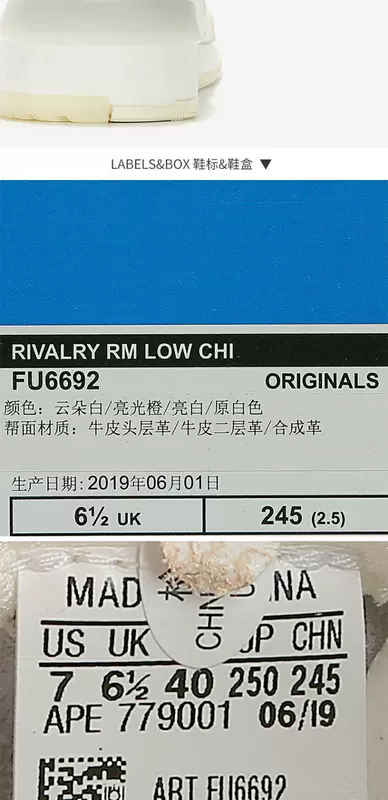 LABELS&BOX 鞋标&鞋盒 ▼
RIVALRY RM LOW CHI
FU6692 ORIGINALS
颜色: 云朵白/亮光橙/亮白/原白色
帮面材质: 牛皮头层革/牛皮二层革/合成革
生产日期: 2019年06月01日
6½ UK 245 (2.5)
MAD NA
CHN
US UK JP CHN
7 6½ 40 250 245
APE 779001 06/19
ART FU6692